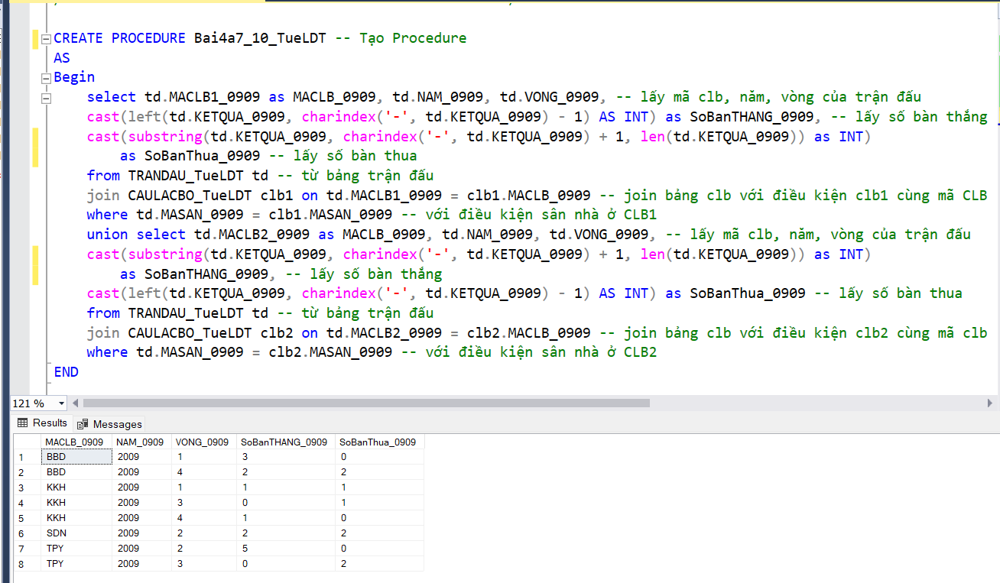 CREATE PROCEDURE Bai4a7_10_TueLDT -- Tạo Procedure
AS
Begin
select td.MACLB1_0909 as MACLB_0909, td.NAM_0909, td.VONG_0909, -- lấy mã clb, năm, vòng của trận đấu
cast(left(td.KETQUA_0909, charindex('-', td.KETQUA_0909) - 1) AS INT) as SoBanTHANG_0909, -- lấy số bàn thắng
cast(substring(td.KETQUA_0909, charindex('-', td.KETQUA_0909) + 1, len(td.KETQUA_0909)) as INT)
as SoBanThua_0909 -- lấy số bàn thua
from TRANDAU_TueLDT td -- từ bảng trận đấu
join CAULACBO_TueLDT clb1 on td.MACLB1_0909 = clb1.MACLB_0909 -- join bảng clb với điều kiện clb1 cùng mã CLB
where td.MASAN_0909 = clb1.MASAN_0909 -- với điều kiện sân nhà ở CLB1
union select td.MACLB2_0909 as MACLB_0909, td.NAM_0909, td.VONG_0909, -- lấy mã clb, năm, vòng của trận đấu
cast(substring(td.KETQUA_0909, charindex('-', td.KETQUA_0909) + 1, len(td.KETQUA_0909)) as INT)
as SoBanTHANG_0909, -- lấy số bàn thắng
cast(left(td.KETQUA_0909, charindex('-', td.KETQUA_0909) - 1) AS INT) as SoBanThua_0909 -- lấy số bàn thua
from TRANDAU_TueLDT td -- từ bảng trận đấu
join CAULACBO_TueLDT clb2 on td.MACLB2_0909 = clb2.MACLB_0909 -- join bảng clb với điều kiện clb2 cùng mã clb
where td.MASAN_0909 = clb2.MASAN_0909 -- với điều kiện sân nhà ở CLB2
END
121 %
Results Messages
MACLB_0909 NAM_0909 VONG_0909 SoBanTHANG_0909 SoBanThua_0909
1 BBD 2009 1 3 0
2 BBD 2009 4 2 2
3 KKH 2009 1 1 1
4 KKH 2009 3 0 1
5 KKH 2009 4 1 0
6 SDN 2009 2 2 2
7 TPY 2009 2 5 0
8 TPY 2009 3 0 2